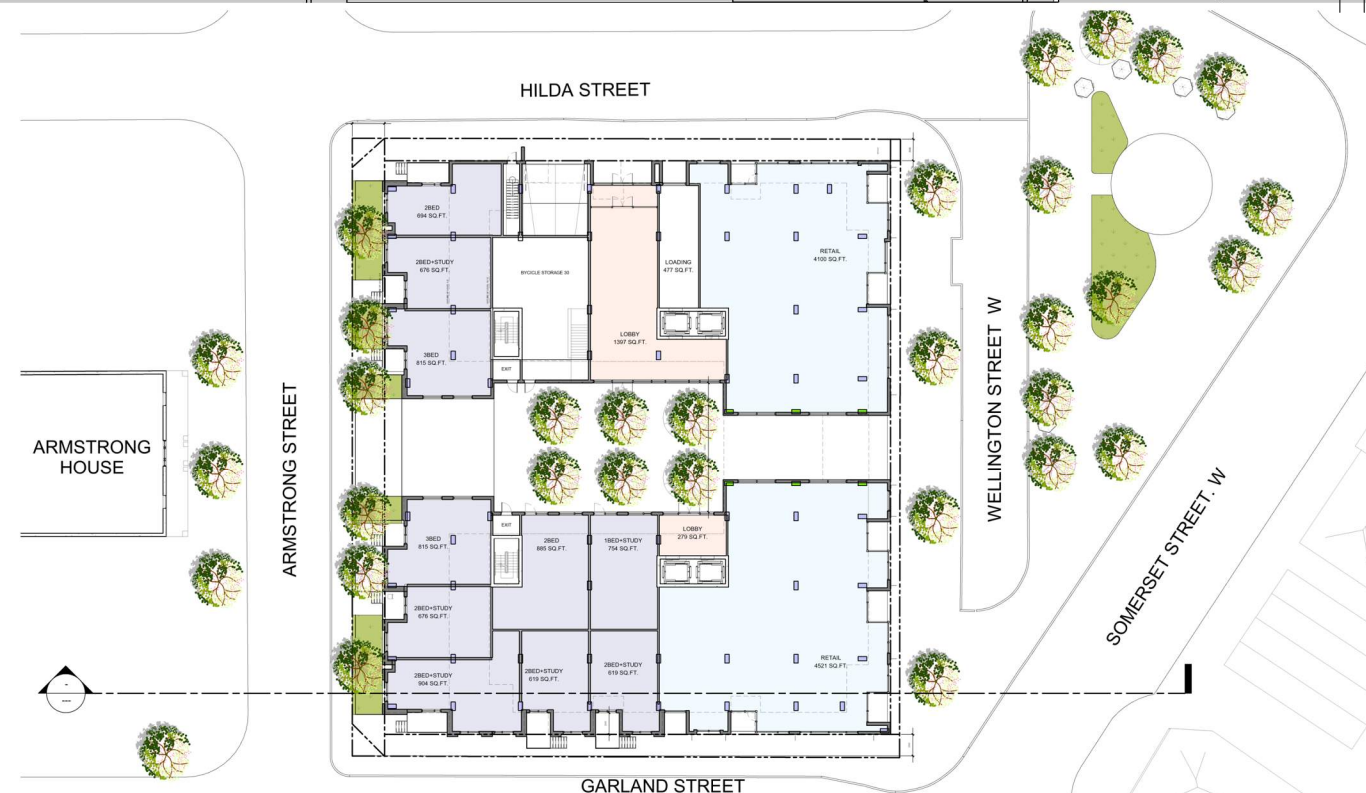 HILDA STREET
2BED
694 SQ.FT.
2BED+STUDY
676 SQ.FT.
BYCICLE STORAGE 30
LOADING
477 SQ.FT.
RETAIL
4100 SQ.FT.
LOBBY
1397 SQ.FT.
3BED
815 SQ.FT.
EXIT
ARMSTRONG
HOUSE
ARMSTRONG STREET
WELLINGTON STREET W
SOMERSET STREET. W
3BED
815 SQ.FT.
EXIT
2BED
885 SQ.FT.
1BED+STUDY
754 SQ.FT.
LOBBY
279 SQ.FT.
2BED+STUDY
676 SQ.FT.
2BED+STUDY
904 SQ.FT.
2BED+STUDY
619 SQ.FT.
2BED+STUDY
619 SQ.FT.
RETAIL
4521 SQ.FT.
GARLAND STREET